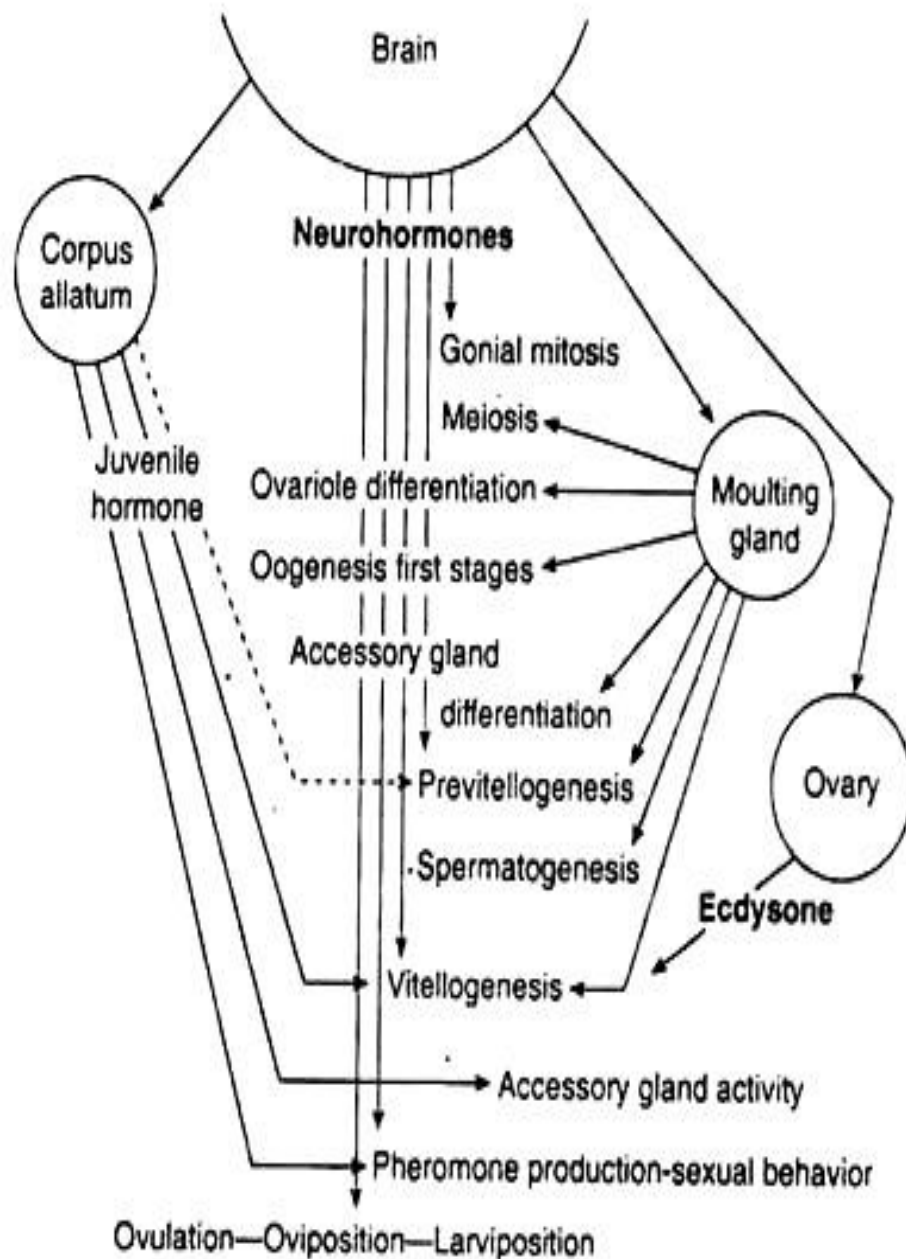 Brain
Neurohormones
Corpus
allatum
Gonial mitosis
Meiosis
Juvenile
hormone
Ovariole differentiation
Moulting
gland
Oogenesis first stages
Accessory gland
differentiation
Previtellogenesis
Ovary
Spermatogenesis
Ecdysone
Vitellogenesis
Accessory gland activity
Pheromone production-sexual behavior
Ovulation—Oviposition—Larviposition